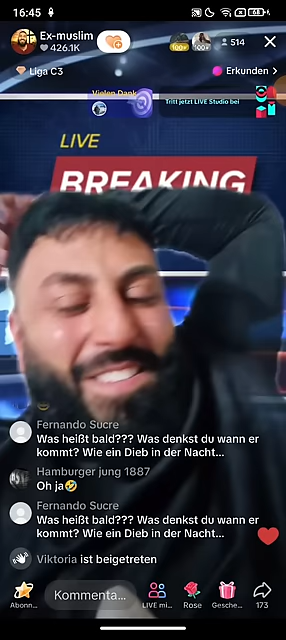 16:45
68
Ex-muslim
426.1K
100+
100+
514
Liga C3
Erkunden
Vielen Dank
Tritt jetzt LIVE Studio bei
LIVE
BREAKING
Fernando Sucre
Was heißt bald??? Was denkst du wann er
kommt? Wie ein Dieb in der Nacht...
Hamburger jung 1887
Oh ja🤣
Fernando Sucre
Was heißt bald??? Was denkst du wann er
kommt? Wie ein Dieb in der Nacht...
Viktoria ist beigetreten
Kommenta...
Abonn...
LIVE mi...
Rose
Gesche...
173